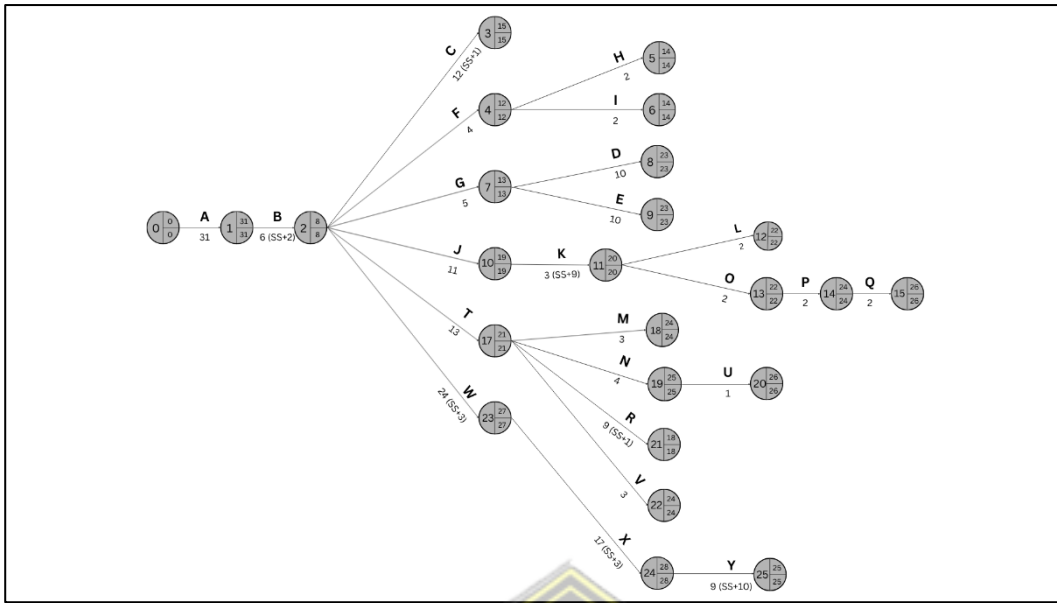 C
12 (SS+1)
3 15
15
F
4
4 12
12
H
2
5 14
14
I
2
6 14
14
G
5
7 13
13
D
10
8 23
23
E
10
9 23
23
0 0
0
A
31
1 31
31
B
6 (SS+2)
2 8
8
J
11
10 19
19
K
3 (SS+9)
11 20
20
L
2
12 22
22
O
2
13 22
22
P
2
14 24
24
Q
2
15 26
26
T
13
17 21
21
M
3
18 24
24
N
4
19 25
25
U
1
20 26
26
R
9 (SS+1)
21 18
18
V
3
22 24
24
W
24 (SS+3)
23 27
27
X
17 (SS+3)
24 28
28
Y
9 (SS+10)
25 25
25